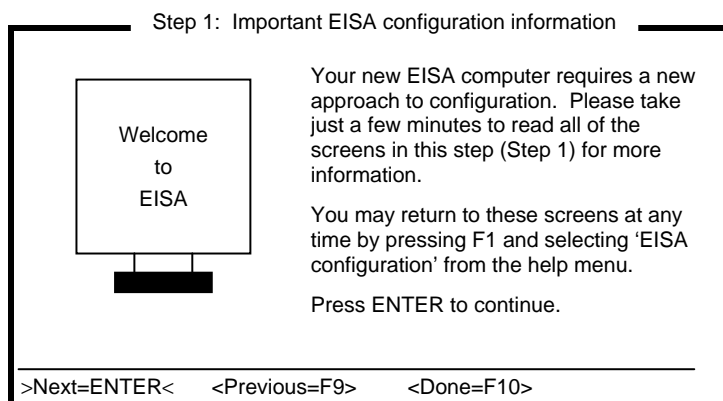 Step 1:  Important EISA configuration information
Welcome
to
EISA
Your new EISA computer requires a new
approach to configuration.  Please take
just a few minutes to read all of the
screens in this step (Step 1) for more
information.
You may return to these screens at any
time by pressing F1 and selecting ‘EISA
configuration’ from the help menu.
Press ENTER to continue.
>Next=ENTER<    <Previous=F9>    <Done=F10>